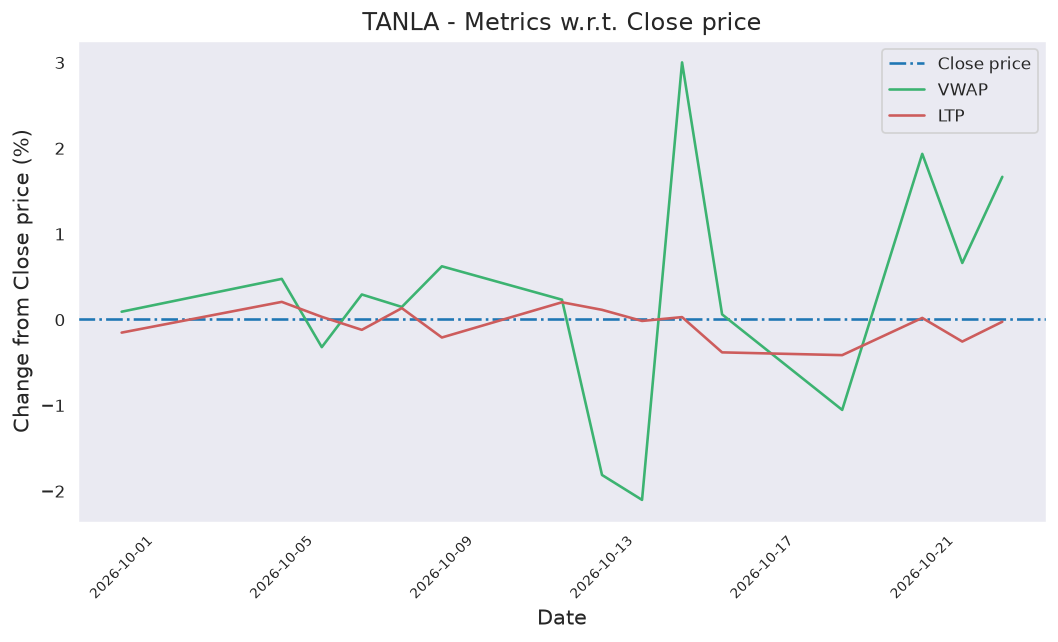 TANLA - Metrics w.r.t. Close price
Close price
VWAP
LTP
Change from Close price (%)
3
2
1
0
−1
−2
2026-10-01
2026-10-05
2026-10-09
2026-10-13
2026-10-17
2026-10-21
Date